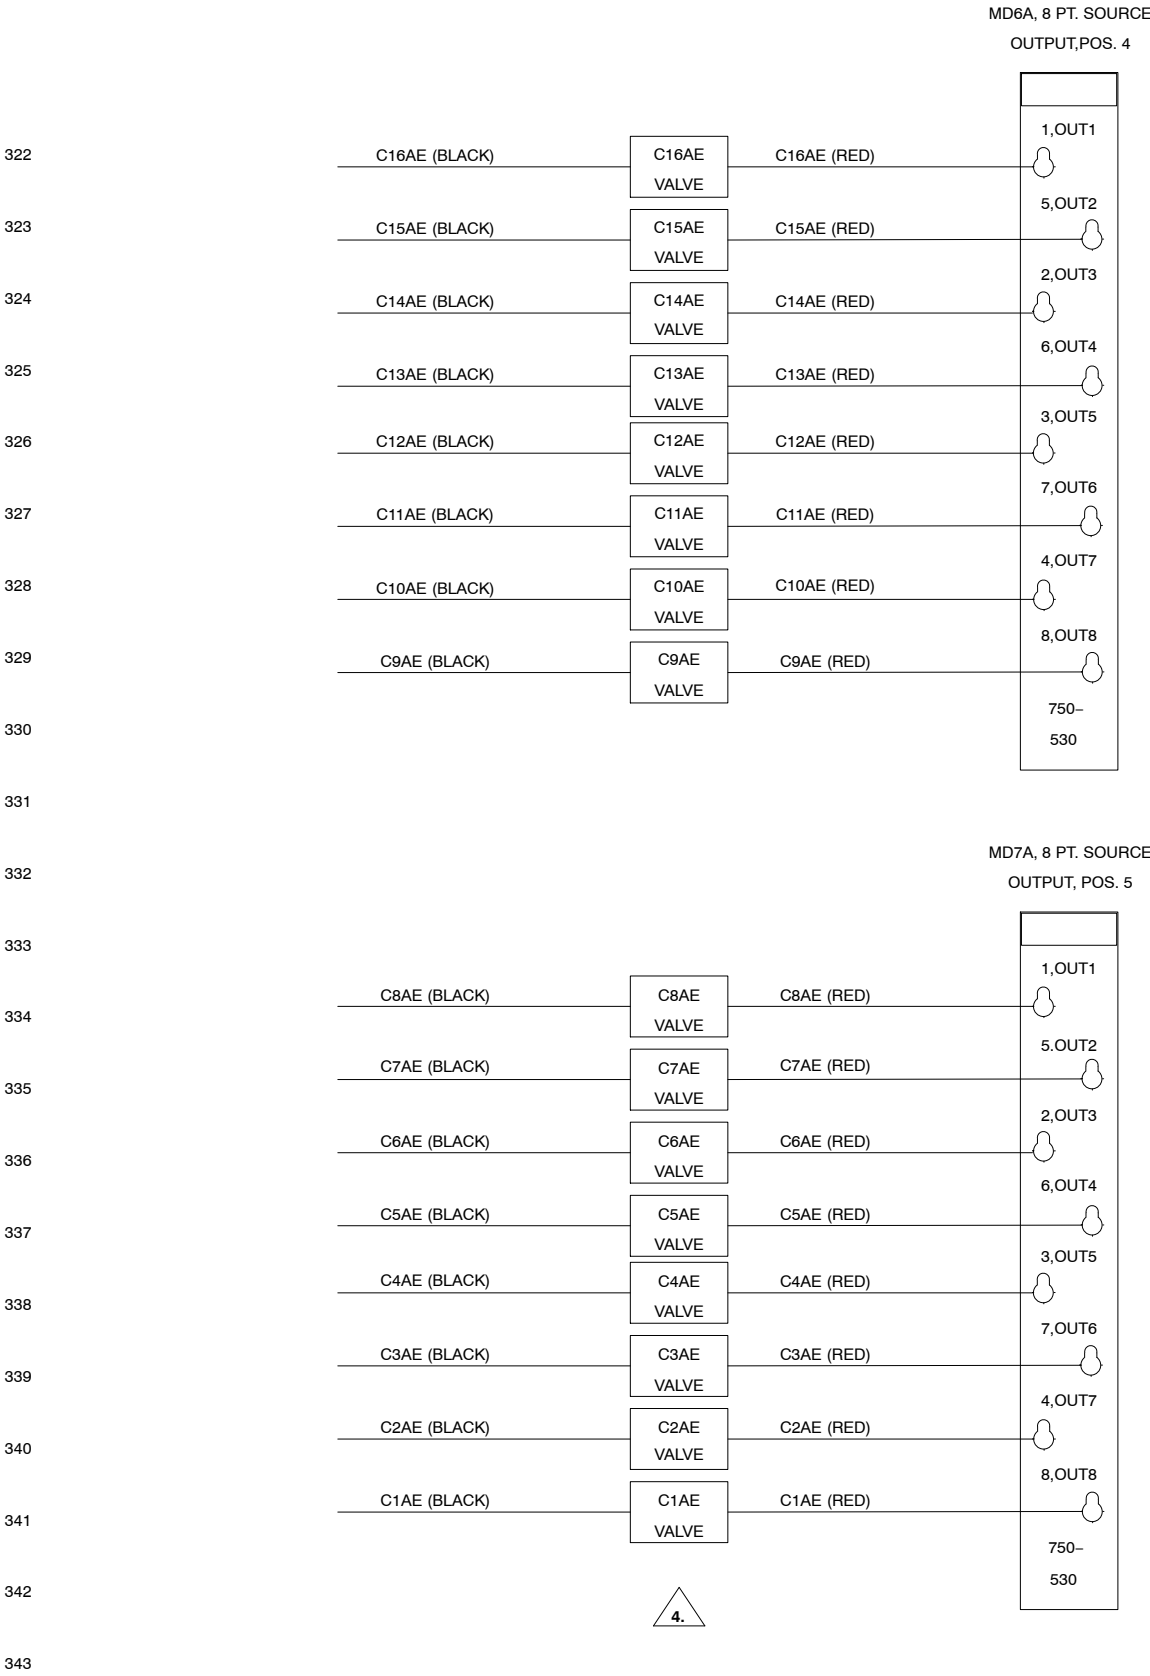 MD6A, 8 PT. SOURCE
OUTPUT,POS. 4
1,OUT1
322 C16AE (BLACK) C16AE C16AE (RED)
VALVE
5,OUT2
323 C15AE (BLACK) C15AE C15AE (RED)
VALVE
2,OUT3
324 C14AE (BLACK) C14AE C14AE (RED)
VALVE
6,OUT4
325 C13AE (BLACK) C13AE C13AE (RED)
VALVE
3,OUT5
326 C12AE (BLACK) C12AE C12AE (RED)
VALVE
7,OUT6
327 C11AE (BLACK) C11AE C11AE (RED)
VALVE
4,OUT7
328 C10AE (BLACK) C10AE C10AE (RED)
VALVE
8,OUT8
329 C9AE (BLACK) C9AE C9AE (RED)
VALVE
750–
330
530
331
MD7A, 8 PT. SOURCE
332
OUTPUT, POS. 5
333
1,OUT1
C8AE (BLACK) C8AE C8AE (RED)
334
VALVE
5.OUT2
C7AE (BLACK) C7AE C7AE (RED)
335
VALVE
2,OUT3
C6AE (BLACK) C6AE C6AE (RED)
336
VALVE
6,OUT4
C5AE (BLACK) C5AE C5AE (RED)
337
VALVE
3,OUT5
C4AE (BLACK) C4AE C4AE (RED)
338
VALVE
7,OUT6
C3AE (BLACK) C3AE C3AE (RED)
339
VALVE
4,OUT7
C2AE (BLACK) C2AE C2AE (RED)
340
VALVE
8,OUT8
C1AE (BLACK) C1AE C1AE (RED)
341
VALVE
750–
530
342
4.
343